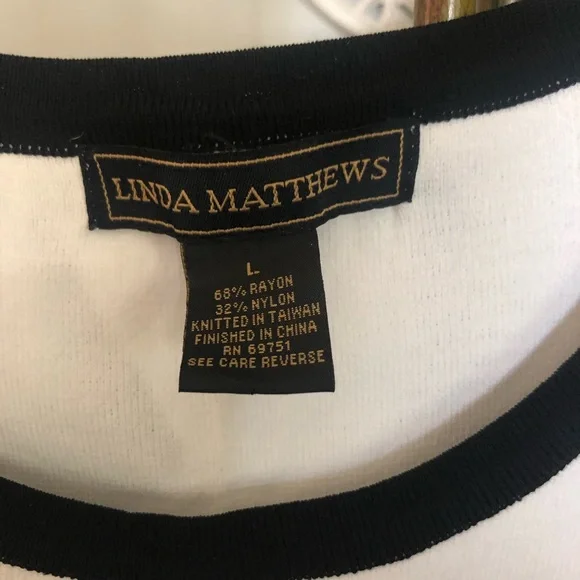 LINDA MATTHEWS
L
68% RAYON
32% NYLON
KNITTED IN TAIWAN
FINISHED IN CHINA
RN 69751
SEE CARE REVERSE